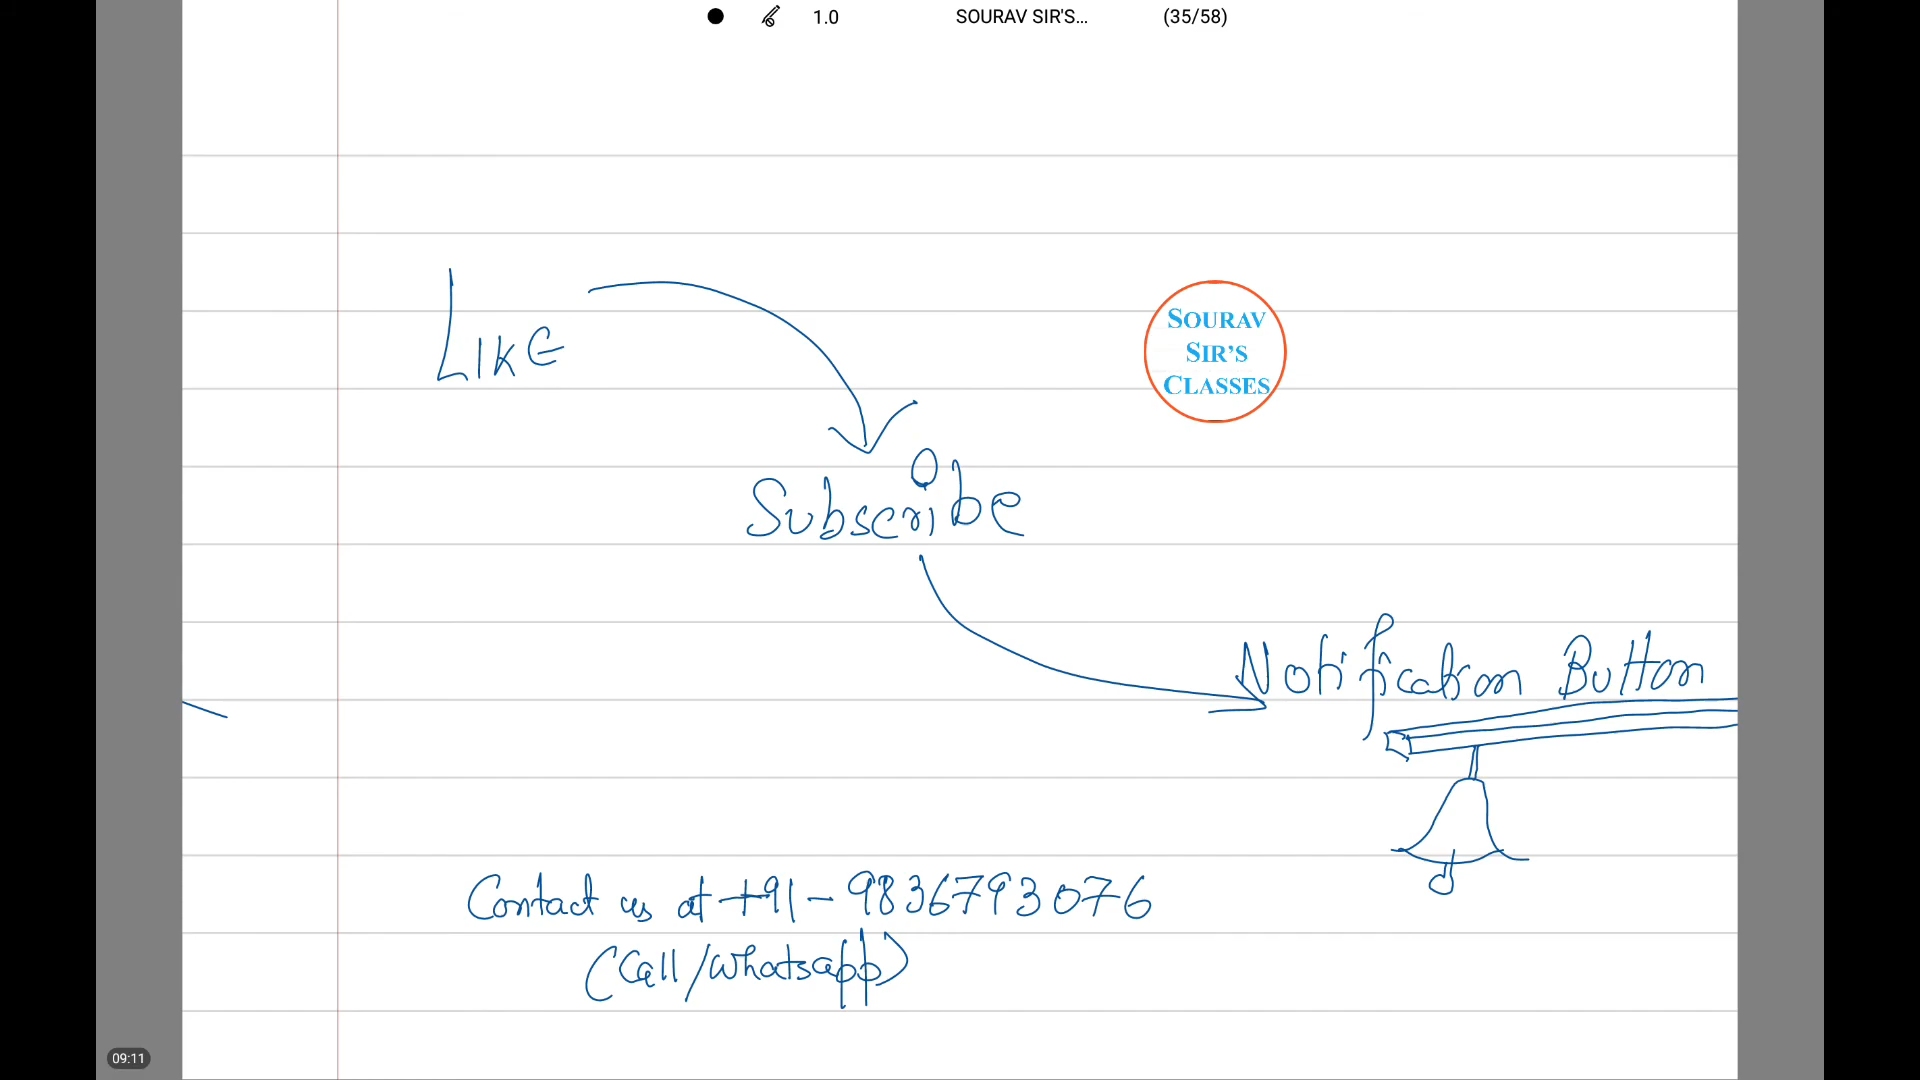 1.0 SOURAV SIR'S... (35/58)
LIKE
SOURAV
SIR'S
CLASSES
Subscribe
Notification Button
Contact us at +91-9836793076
(Call/Whatsapp)
09:11